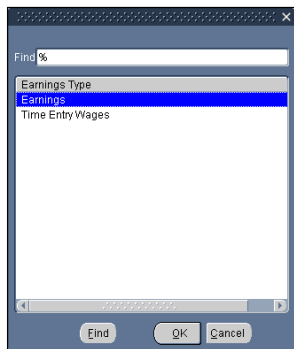 Find %
Earnings Type
Earnings
Time Entry Wages
Find OK Cancel